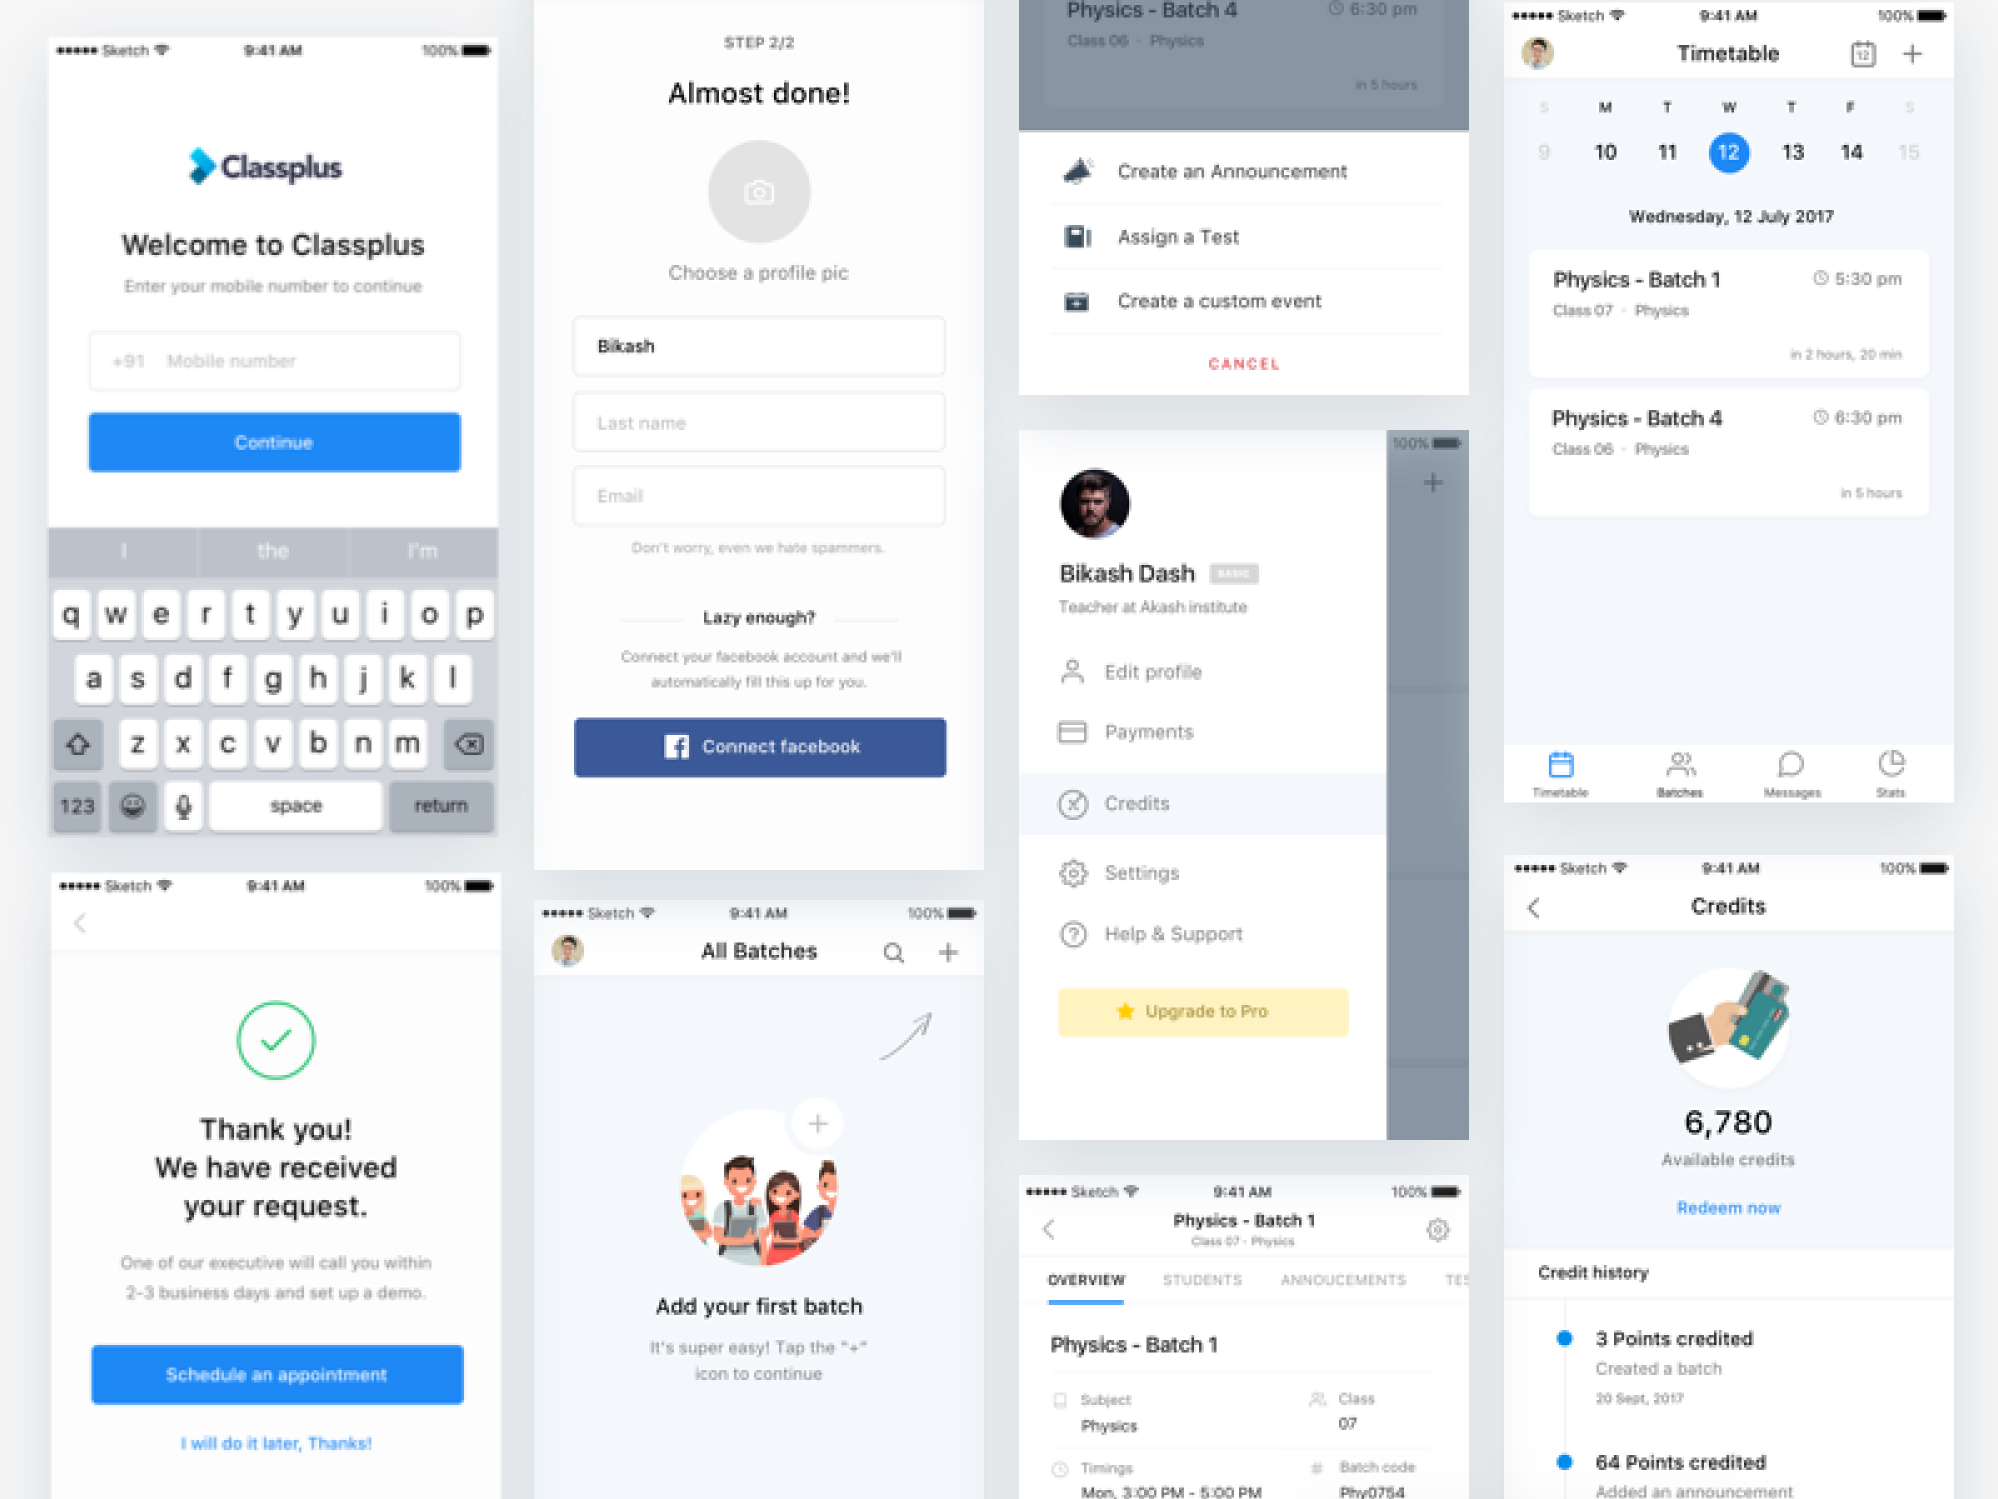 Sketch 9:41 AM 100%
Classplus
Welcome to Classplus
Enter your mobile number to continue
+91 Mobile number
Continue
I the I'm
q w e r t y u i o p
a s d f g h j k l
z x c v b n m
123 space return
Sketch 9:41 AM 100%
Thank you!
We have received
your request.
One of our executive will call you within
2-3 business days and set up a demo.
Schedule an appointment
I will do it later, Thanks!
STEP 2/2
Almost done!
Choose a profile pic
Bikash
Last name
Email
Don't worry, even we hate spammers.
Lazy enough?
Connect your facebook account and we'll
automatically fill this up for you.
f Connect facebook
Sketch 9:41 AM 100%
All Batches
Add your first batch
It's super easy! Tap the "+"
icon to continue
Physics - Batch 4 6:30 pm
Class 06 - Physics
in 5 hours
Create an Announcement
Assign a Test
Create a custom event
CANCEL
100%
Bikash Dash BASIC
Teacher at Akash institute
Edit profile
Payments
Credits
Settings
Help & Support
Upgrade to Pro
Sketch 9:41 AM 100%
Physics - Batch 1
Class 07 - Physics
OVERVIEW STUDENTS ANNOUCEMENTS TES
Physics - Batch 1
Subject Class
Physics 07
Timings # Batch code
Mon, 3:00 PM - 5:00 PM Phy0754
Sketch 9:41 AM 100%
Timetable 12
S M T W T F S
9 10 11 12 13 14 15
Wednesday, 12 July 2017
Physics - Batch 1 5:30 pm
Class 07 - Physics
in 2 hours, 20 min
Physics - Batch 4 6:30 pm
Class 06 - Physics
in 5 hours
Timetable Batches Messages Stats
Sketch 9:41 AM 100%
Credits
6,780
Available credits
Redeem now
Credit history
3 Points credited
Created a batch
20 Sept, 2017
64 Points credited
Added an announcement